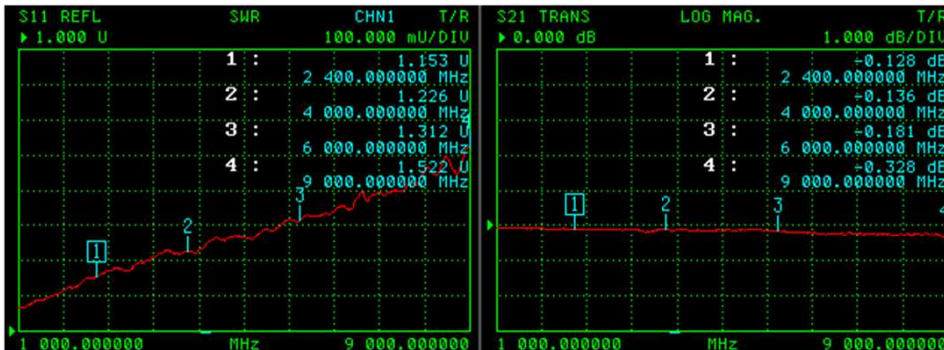 S11 REFL SWR CHN1 T/R
1.000 U 100.000 mU/DIV
1 : 1.153 U
2 400.000000 MHz
2 : 1.226 U
4 000.000000 MHz
3 : 1.312 U
6 000.000000 MHz
4 : 1.522 U
9 000.000000 MHz
1
2
3
1 000.000000 MHz 9 000.000000
S21 TRANS LOG MAG. T/R
0.000 dB 1.000 dB/DIV
1 : -0.128 dB
2 400.000000 MHz
2 : -0.136 dB
4 000.000000 MHz
3 : -0.181 dB
6 000.000000 MHz
4 : -0.328 dB
9 000.000000 MHz
1
2
3
4
1 000.000000 MHz 9 000.000000